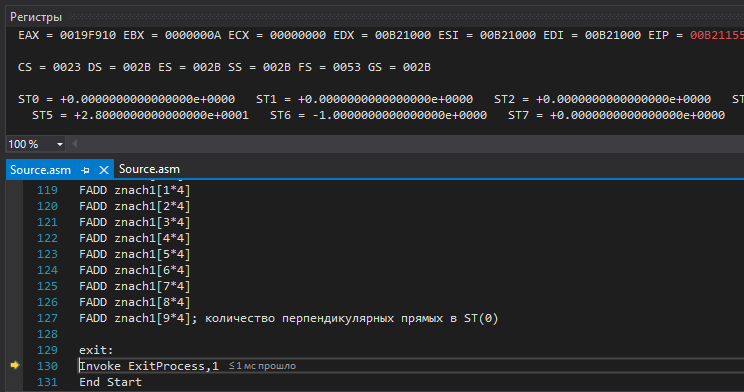 Регистры
EAX = 0019F910 EBX = 0000000A ECX = 00000000 EDX = 00B21000 ESI = 00B21000 EDI = 00B21000 EIP = 00B21155
CS = 0023 DS = 002B ES = 002B SS = 002B FS = 0053 GS = 002B
ST0 = +0.0000000000000000e+0000 ST1 = +0.0000000000000000e+0000 ST2 = +0.0000000000000000e+0000 ST
ST5 = +2.8000000000000000e+0001 ST6 = -1.0000000000000000e+0000 ST7 = +0.0000000000000000e+0000
100 %
Source.asm Source.asm
119 FADD znach1[1*4]
120 FADD znach1[2*4]
121 FADD znach1[3*4]
122 FADD znach1[4*4]
123 FADD znach1[5*4]
124 FADD znach1[6*4]
125 FADD znach1[7*4]
126 FADD znach1[8*4]
127 FADD znach1[9*4]; количество перпендикулярных прямых в ST(0)
128
129 exit:
130 Invoke ExitProcess,1 ≤1 мс прошло
131 End Start